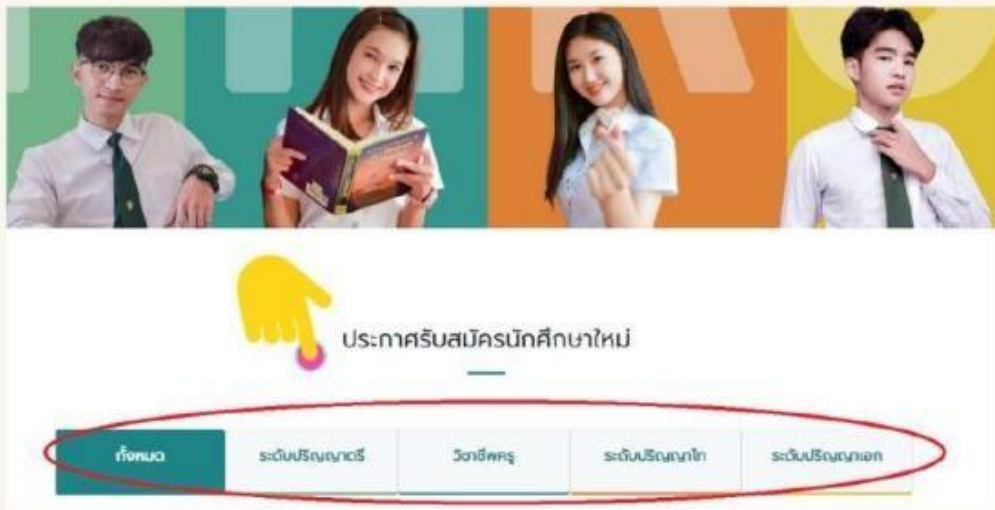 ประกาศรับสมัครนักศึกษาใหม่
ทั้งหมด ระดับปริญญาตรี วิชาชีพครู ระดับปริญญาโท ระดับปริญญาเอก